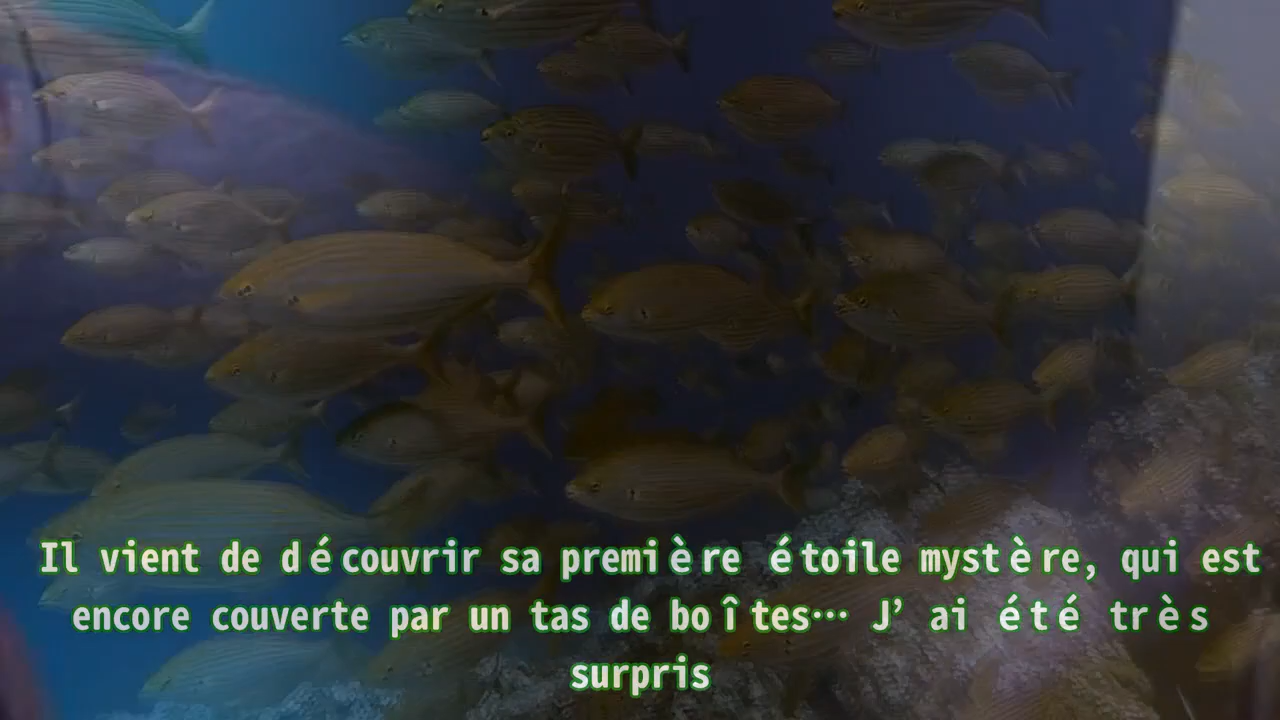 Il vient de découvrir sa première étoile mystère, qui est
encore couverte par un tas de boîtes… J’ai été très
surpris